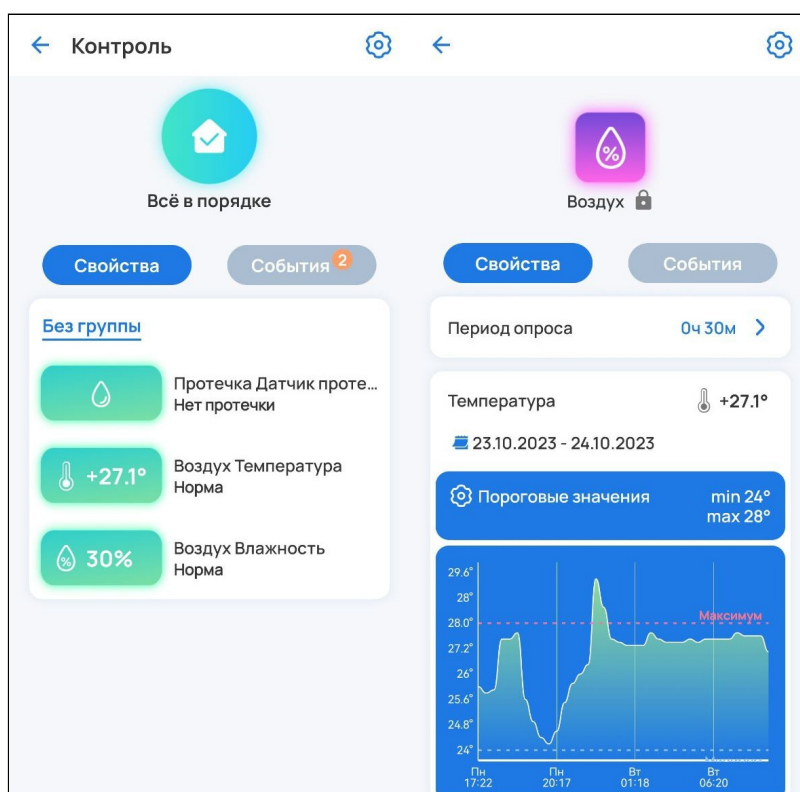 Контроль
Всё в порядке
Свойства
События 2
Без группы
Протечка Датчик проте...
Нет протечки
+27.1°
Воздух Температура
Норма
30%
Воздух Влажность
Норма
%
Воздух
Свойства
События
Период опроса
0ч 30м
Температура
+27.1°
23.10.2023 - 24.10.2023
Пороговые значения
min 24°
max 28°
29.6°
28°
Максимум
28.0°
27.2°
26°
25.6°
24.8°
24°
Пн Пн Вт Вт
17:22 20:17 01:18 06:20